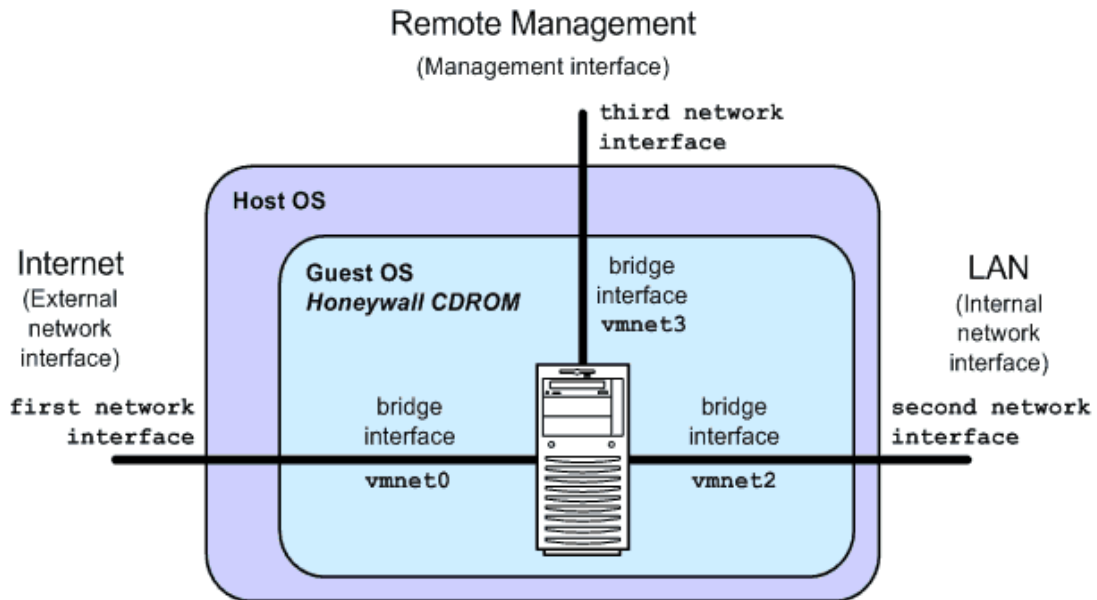 Remote Management
(Management interface)
third network
interface
Host OS
Internet
(External
network
interface)
first network
interface
Guest OS
Honeywall CDROM
bridge
interface
vmnet3
LAN
(Internal
network
interface)
second network
interface
bridge
interface
vmnet0
bridge
interface
vmnet2